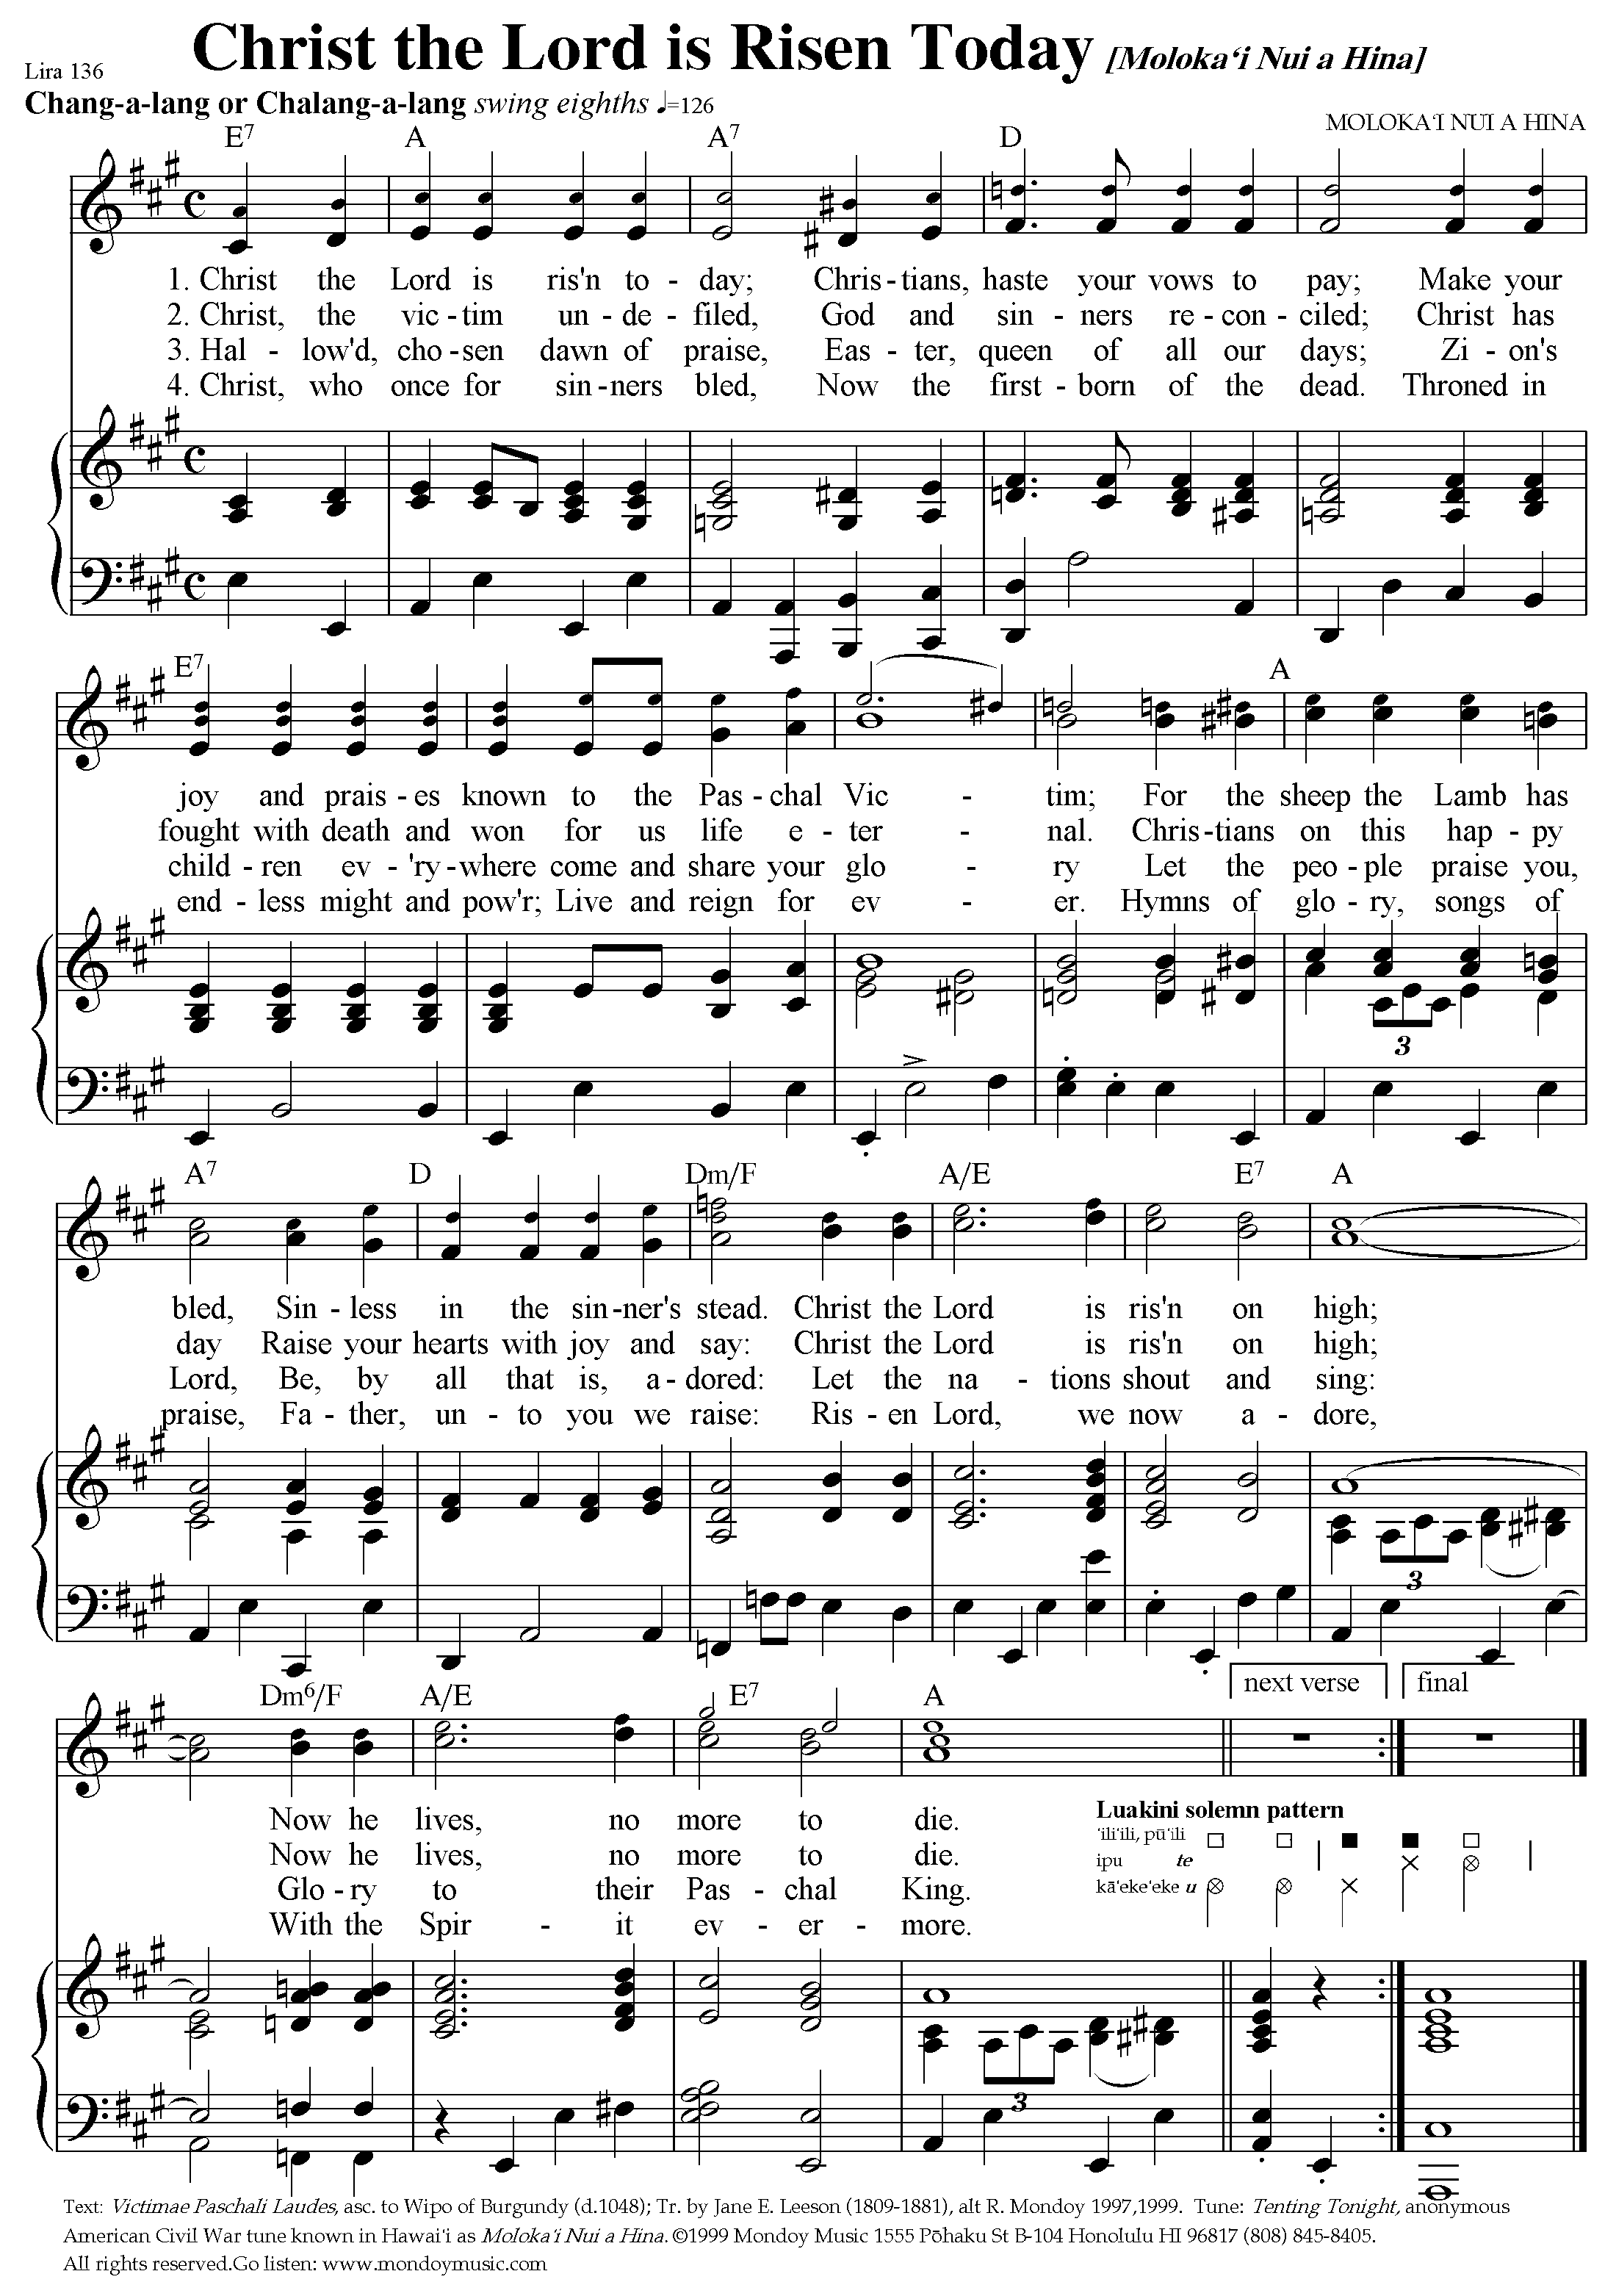 Christ the Lord is Risen Today [Molokaʻi Nui a Hina]
Lira 136
Chang-a-lang or Chalang-a-lang swing eighths ♩=126
MOLOKAʻI NUI A HINA
E7 A A7 D
1. Christ the Lord is ris'n to - day; Chris - tians, haste your vows to pay; Make your
2. Christ, the vic - tim un - de - filed, God and sin - ners re - con - ciled; Christ has
3. Hal - low'd, cho - sen dawn of praise, Eas - ter, queen of all our days; Zi - on's
4. Christ, who once for sin - ners bled, Now the first - born of the dead. Throned in
E7 A
joy and prais - es known to the Pas - chal Vic - tim; For the sheep the Lamb has
fought with death and won for us life e - ter - nal. Chris - tians on this hap - py
child - ren ev - 'ry - where come and share your glo - ry Let the peo - ple praise you,
end - less might and pow'r; Live and reign for ev - er. Hymns of glo - ry, songs of
3
A7 D Dm/F A/E E7 A
bled, Sin - less in the sin - ner's stead. Christ the Lord is ris'n on high;
day Raise your hearts with joy and say: Christ the Lord is ris'n on high;
Lord, Be, by all that is, a - dored: Let the na - tions shout and sing:
praise, Fa - ther, un - to you we raise: Ris - en Lord, we now a - dore,
3
next verse final
Dm6/F A/E E7 A
Now he lives, no more to die.
Now he lives, no more to die.
Glo - ry to their Pas - chal King.
With the Spir - it ev - er - more.
Luakini solemn pattern
ʻiliʻili, pūʻili
ipu te
kāʻekeʻeke u
3
Text: Victimae Paschali Laudes, asc. to Wipo of Burgundy (d.1048); Tr. by Jane E. Leeson (1809-1881), alt R. Mondoy 1997,1999. Tune: Tenting Tonight, anonymous
American Civil War tune known in Hawaiʻi as Molokaʻi Nui a Hina. ©1999 Mondoy Music 1555 Pōhaku St B-104 Honolulu HI 96817 (808) 845-8405.
All rights reserved.Go listen: www.mondoymusic.com